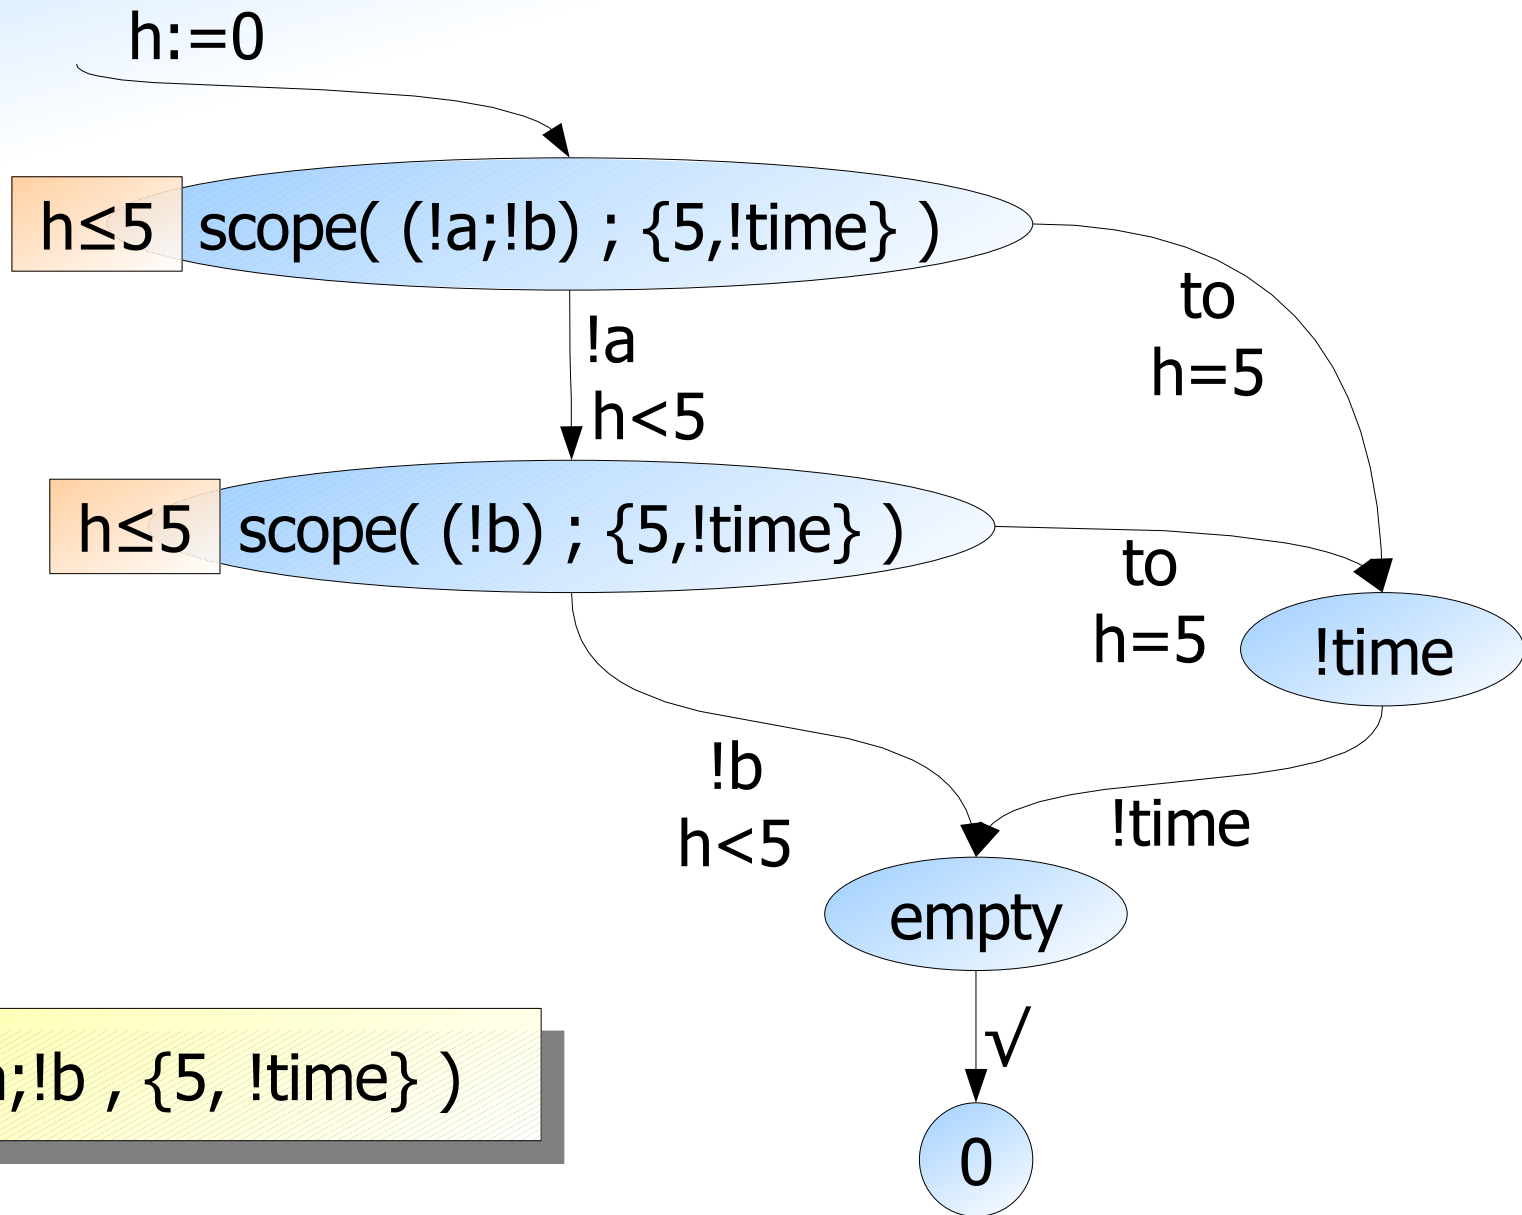 h:=0
h≤5
scope( (!a;!b) ; {5,!time} )
to
h=5
!a
h<5
h≤5
scope( (!b) ; {5,!time} )
to
h=5
!time
!b
h<5
!time
empty
√
;!b , {5, !time} )
0